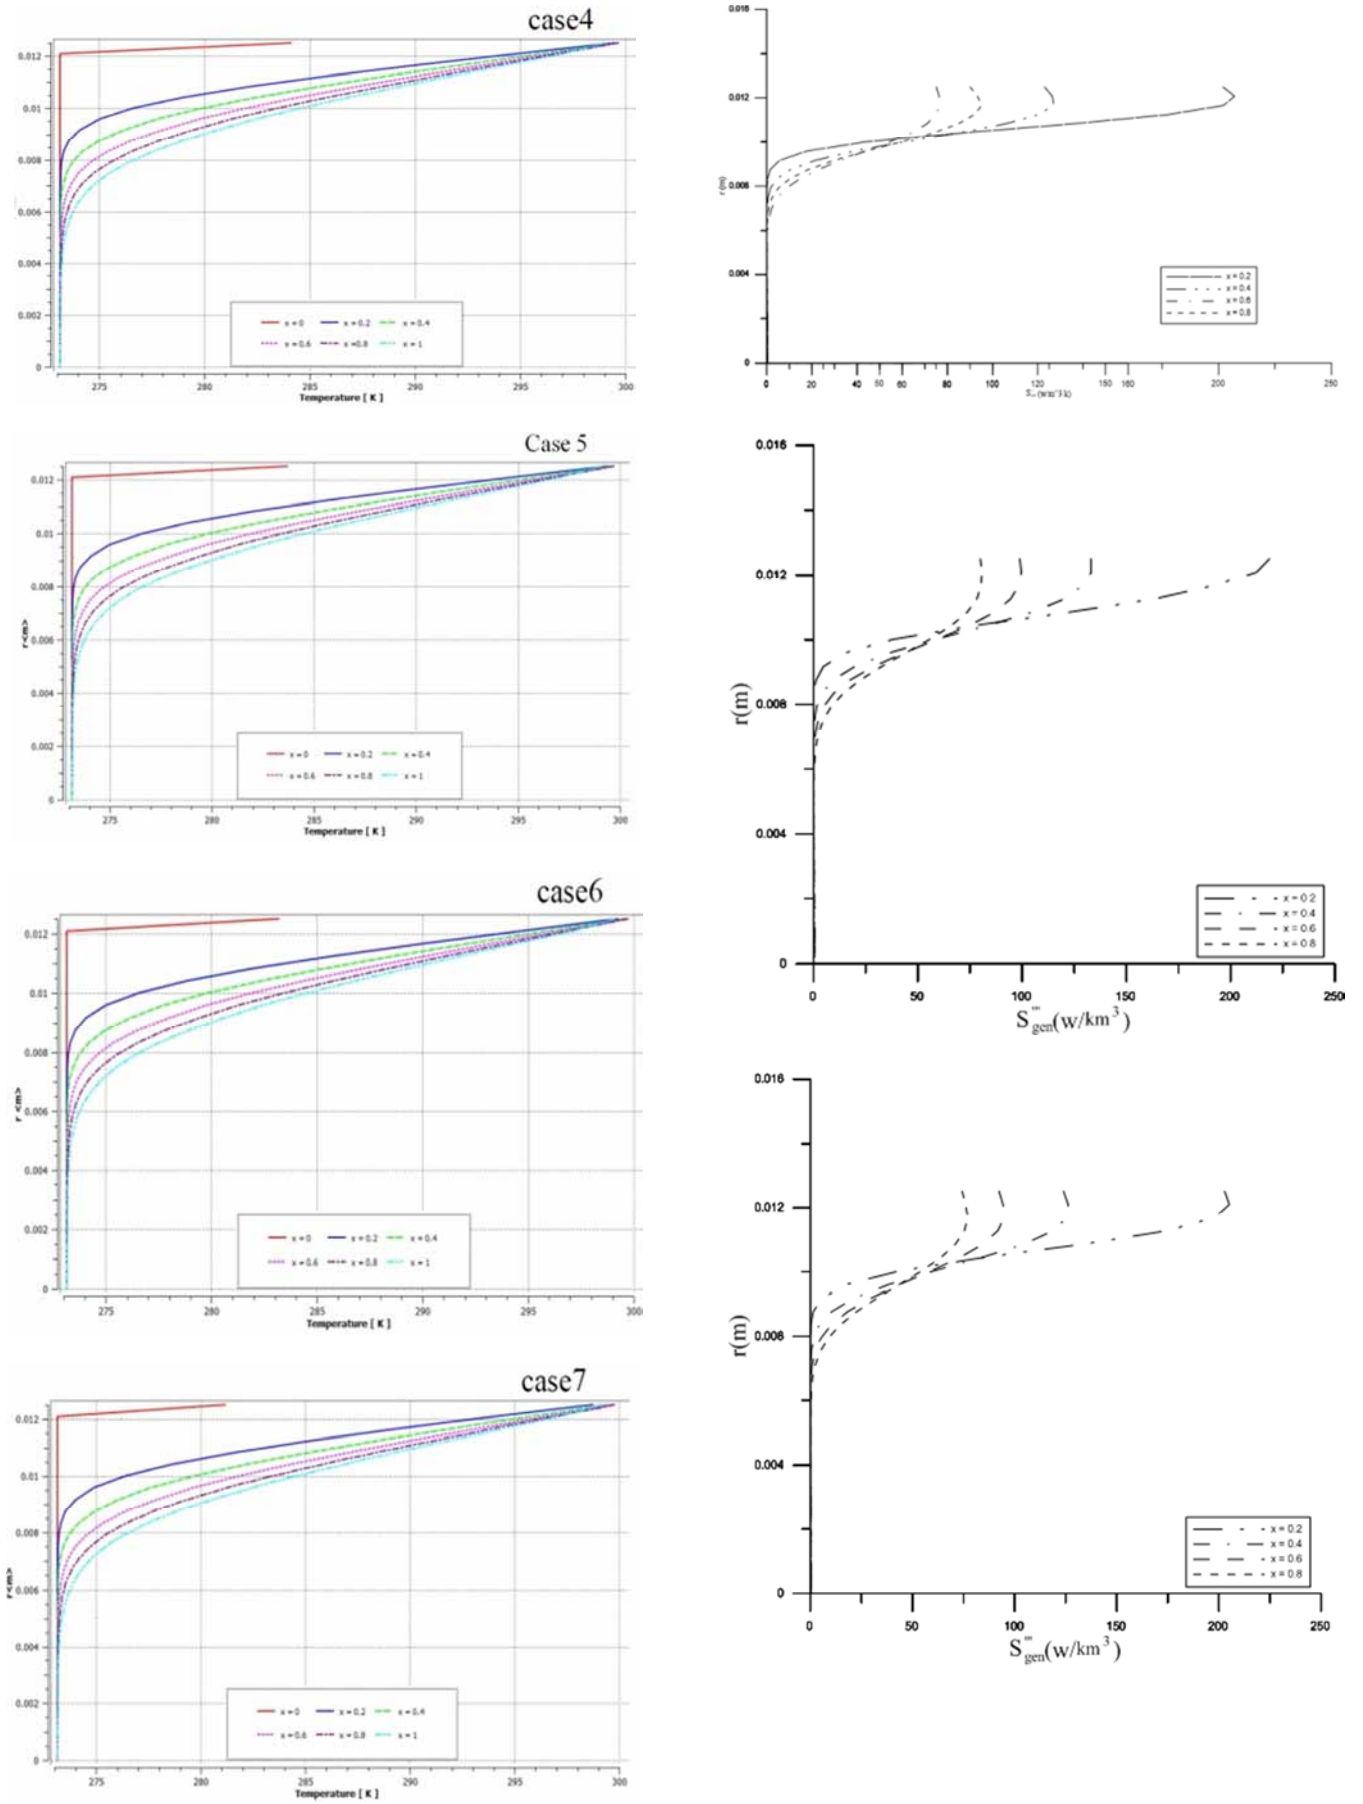 case4
0.012
0.01
0.008
0.006
0.004
0.002
0
x = 0 x = 0.2 x = 0.4
x = 0.6 x =0.8 x = 1
275 280 285 290 295 300
Temperature [ K ]
0.016
0.012
0.008
0.004
0
r (m)
x = 0.2
x = 0.4
x = 0.6
x = 0.8
0 20 40 50 60 80 100 120 150 160 200 250
Case 5
0.012
0.01
0.008
0.006
0.004
0.002
0
r <m>
x = 0 x = 0.2 x = 0.4
x = 0.6 x = 0.8 x = 1
275 280 285 290 295 300
Temperature [ K ]
0.016
0.012
0.008
0.004
0
r(m)
x = 0.2
x = 0.4
x = 0.6
x = 0.8
0 50 100 150 200 250
S'''gen(w/km³)
case6
0.012
0.01
0.008
0.006
0.004
0.002
0
r <m>
x = 0 x = 0.2 x = 0.4
x = 0.6 x = 0.8 x = 1
275 280 285 290 295 300
Temperature [ K ]
0.016
0.012
0.008
0.004
0
r(m)
x = 0.2
x = 0.4
x = 0.6
x = 0.8
0 50 100 150 200 250
S'''gen(w/km³)
case7
0.012
0.01
0.008
0.006
0.004
0.002
0
r <m>
x = 0 x = 0.2 x = 0.4
x = 0.6 x = 0.8 x = 1
275 280 285 290 295 300
Temperature [ K ]